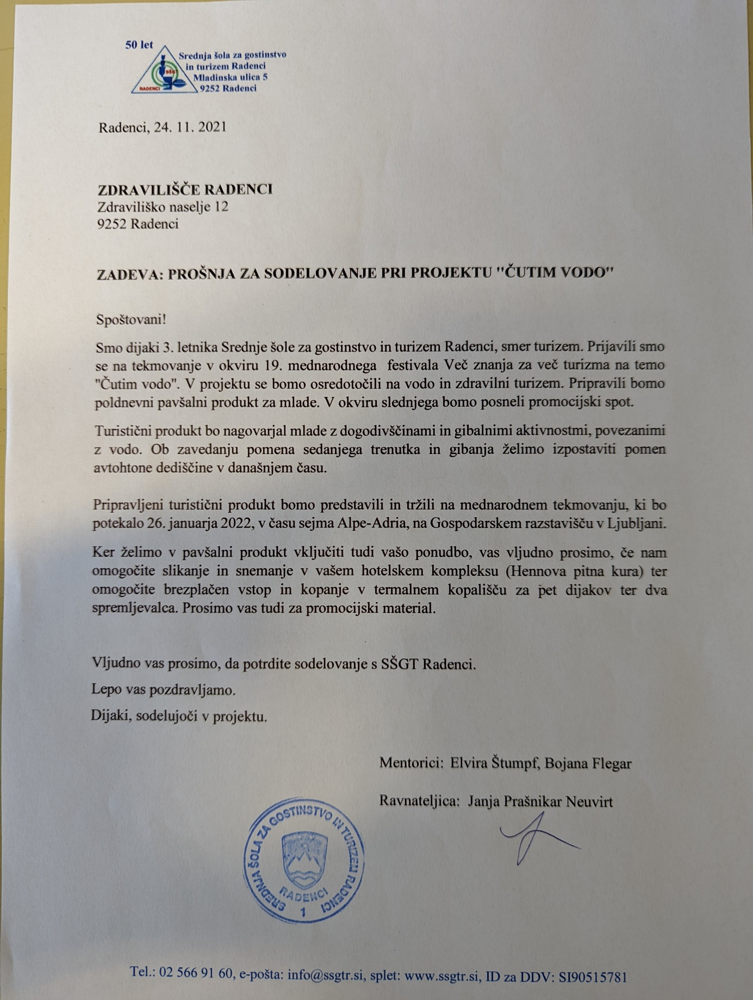 50 let
Srednja šola za gostinstvo
in turizem Radenci
Mladinska ulica 5
9252 Radenci
SŠGT
RADENCI
Radenci, 24. 11. 2021
ZDRAVILIŠČE RADENCI
Zdraviliško naselje 12
9252 Radenci
ZADEVA: PROŠNJA ZA SODELOVANJE PRI PROJEKTU "ČUTIM VODO"
Spoštovani!
Smo dijaki 3. letnika Srednje šole za gostinstvo in turizem Radenci, smer turizem. Prijavili smo
se na tekmovanje v okviru 19. mednarodnega festivala Več znanja za več turizma na temo
"Čutim vodo". V projektu se bomo osredotočili na vodo in zdravilni turizem. Pripravili bomo
poldnevni pavšalni produkt za mlade. V okviru slednjega bomo posneli promocijski spot.
Turistični produkt bo nagovarjal mlade z dogodivščinami in gibalnimi aktivnostmi, povezanimi
z vodo. Ob zavedanju pomena sedanjega trenutka in gibanja želimo izpostaviti pomen
avtohtone dediščine v današnjem času.
Pripravljeni turistični produkt bomo predstavili in tržili na mednarodnem tekmovanju, ki bo
potekalo 26. januarja 2022, v času sejma Alpe-Adria, na Gospodarskem razstavišču v Ljubljani.
Ker želimo v pavšalni produkt vključiti tudi vašo ponudbo, vas vljudno prosimo, če nam
omogočite slikanje in snemanje v vašem hotelskem kompleksu (Hennova pitna kura) ter
omogočite brezplačen vstop in kopanje v termalnem kopališču za pet dijakov ter dva
spremljevalca. Prosimo vas tudi za promocijski material.
Vljudno vas prosimo, da potrdite sodelovanje s SŠGT Radenci.
Lepo vas pozdravljamo.
Dijaki, sodelujoči v projektu.
Mentorici: Elvira Štumpf, Bojana Flegar
Ravnateljica: Janja Prašnikar Neuvirt
SREDNJA ŠOLA ZA GOSTINSTVO IN TURIZEM RADENCI
RADENCI
1
Tel.: 02 566 91 60, e-pošta: info@ssgtr.si, splet: www.ssgtr.si, ID za DDV: SI90515781